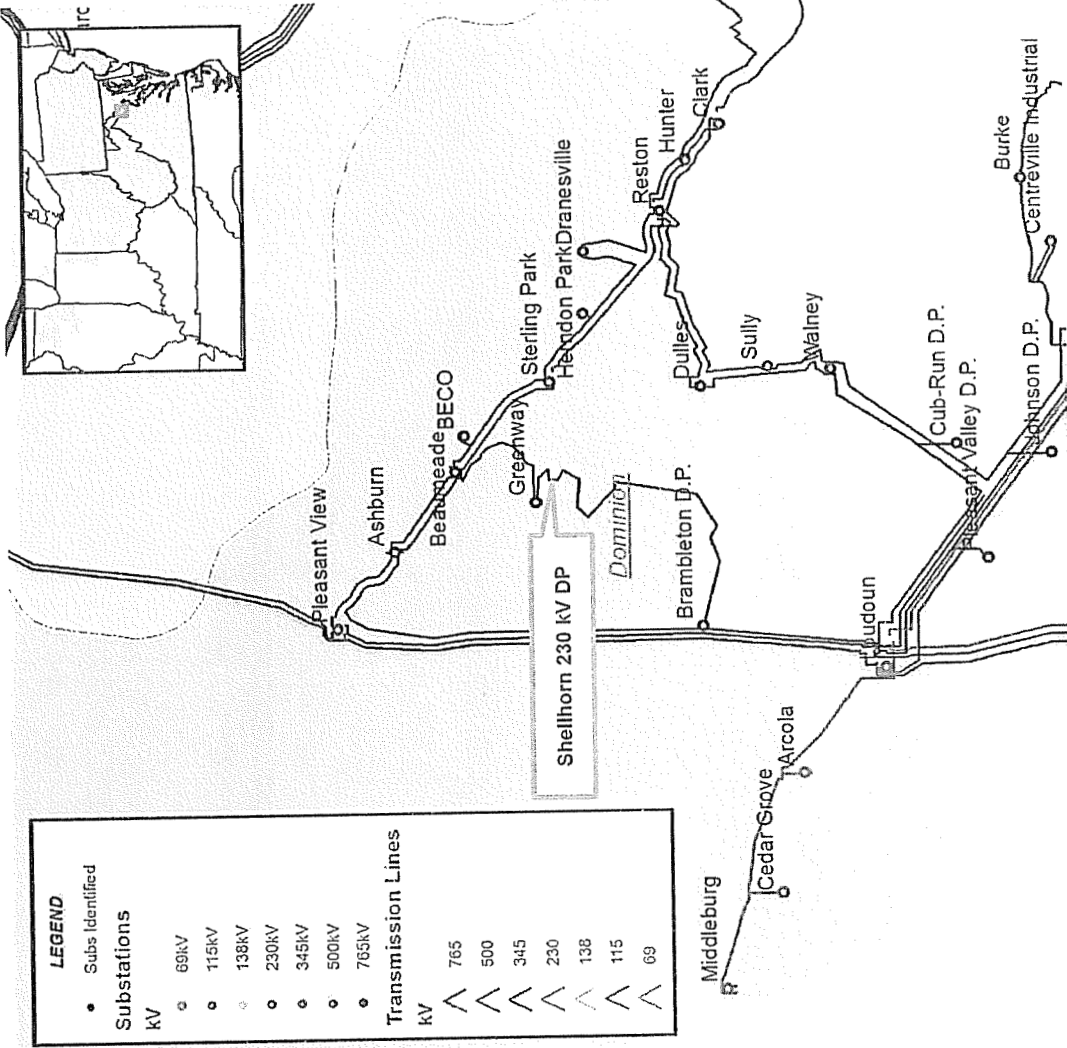 LEGEND
Subs Identified
Substations
kV
69kV
115kV
138kV
230kV
345kV
500kV
765kV
Transmission Lines
kV
765
500
345
230
138
115
69
Pleasant View
Ashburn
Beaumeade
BECO
Greenway
Sterling Park
Herndon Park
Dranesville
Reston
Hunter
Clark
Shellhorn 230 kV DP
Dominion
Brambleton D.P.
Dulles
Sully
Walney
Cub-Run D.P.
Pleasant Valley D.P.
Johnson D.P.
Burke
Centreville Industrial
Loudoun
Arcola
Cedar Grove
Middleburg